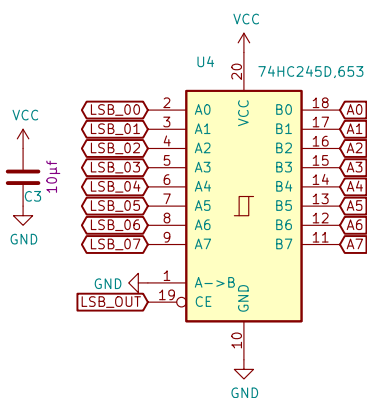 VCC
U4
20
74HC245D,653
VCC
LSB_00 2 A0 B0 18 A0
LSB_01 3 A1 B1 17 A1
VCC
LSB_02 4 A2 B2 16 A2
LSB_03 5 A3 B3 15 A3
10µf
LSB_04 6 A4 B4 14 A4
C3
LSB_05 7 A5 B5 13 A5
LSB_06 8 A6 B6 12 A6
GND
LSB_07 9 A7 B7 11 A7
GND 1 A->B
LSB_OUT 19 CE
GND
10
GND